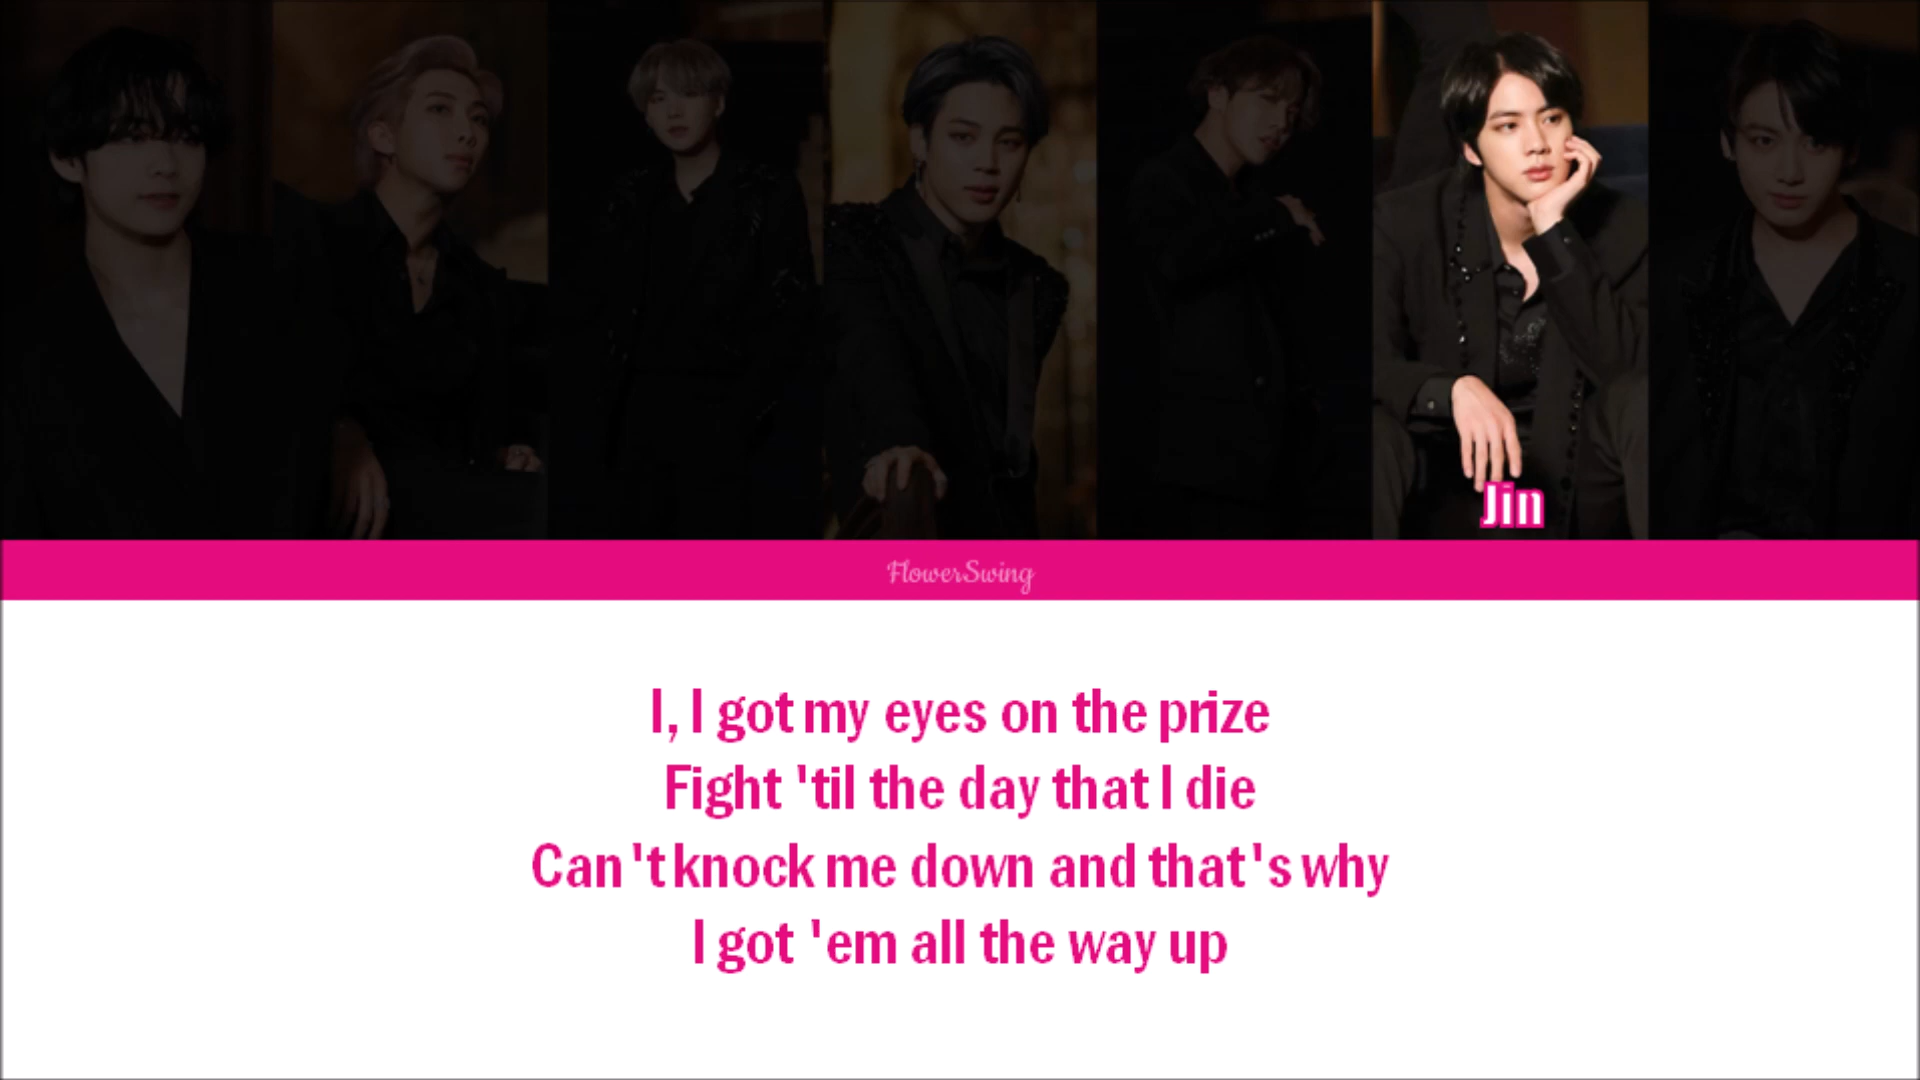 Jin
FlowerSwing
I, I got my eyes on the prize
Fight 'til the day that I die
Can't knock me down and that's why
I got 'em all the way up